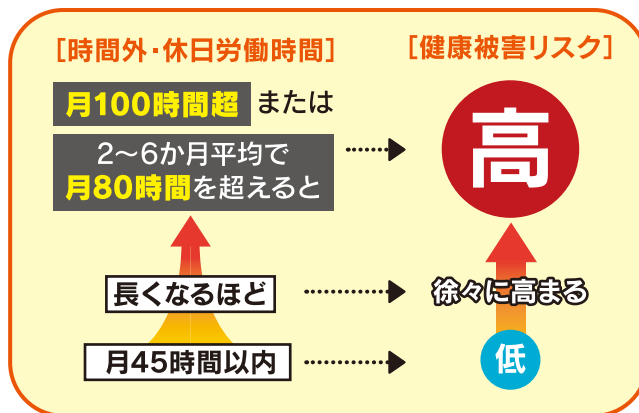 [時間外・休日労働時間]
[健康被害リスク]
月100時間超 または
2〜6か月平均で
月80時間を超えると
高
長くなるほど
徐々に高まる
月45時間以内
低